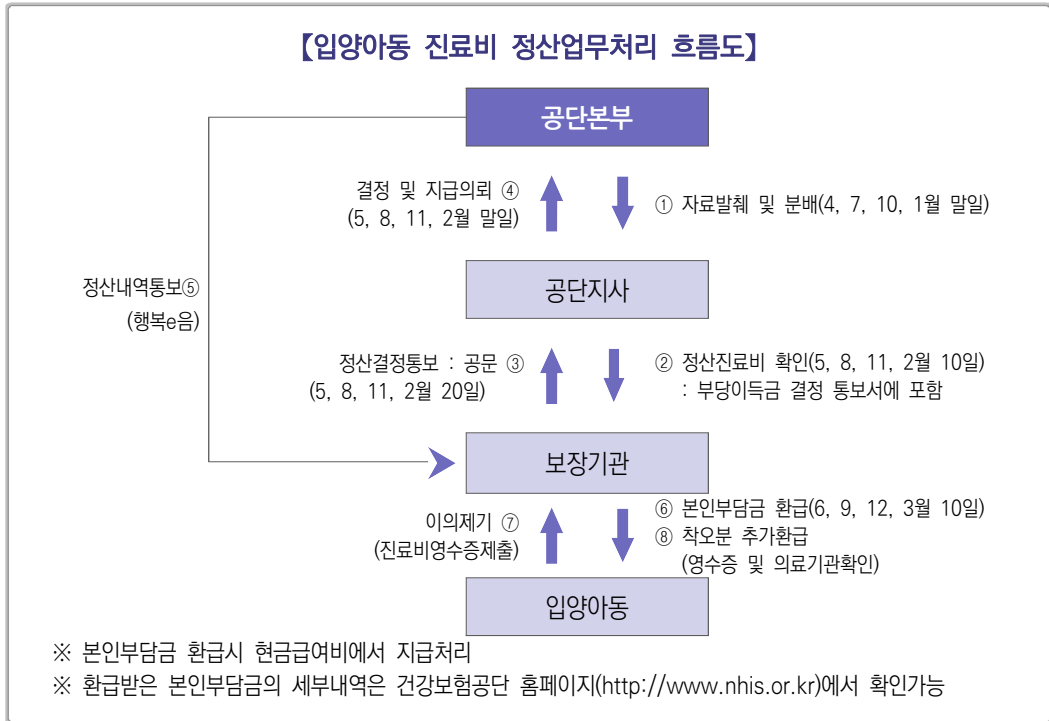 【입양아동 진료비 정산업무처리 흐름도】
공단본부
결정 및 지급의뢰 ④
(5, 8, 11, 2월 말일)
① 자료발췌 및 분배(4, 7, 10, 1월 말일)
정산내역통보⑤
(행복e음)
공단지사
정산결정통보 : 공문 ③
(5, 8, 11, 2월 20일)
② 정산진료비 확인(5, 8, 11, 2월 10일)
: 부당이득금 결정 통보서에 포함
보장기관
이의제기 ⑦
(진료비영수증제출)
⑥ 본인부담금 환급(6, 9, 12, 3월 10일)
⑧ 착오분 추가환급
(영수증 및 의료기관확인)
입양아동
※ 본인부담금 환급시 현금급여비에서 지급처리
※ 환급받은 본인부담금의 세부내역은 건강보험공단 홈페이지(http://www.nhis.or.kr)에서 확인가능